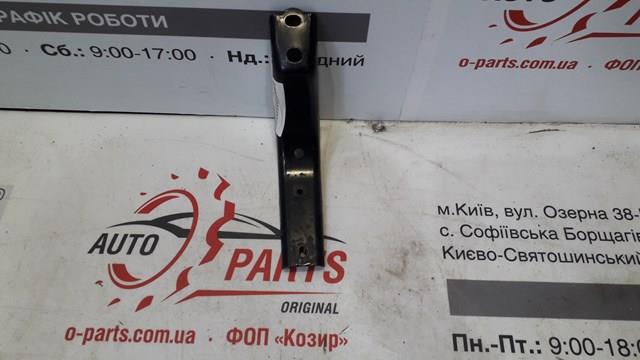 РАФІК РОБОТИ
0 • Сб.: 9:00-17:00 • Нд.:
дний
o-parts.com.ua • ФОП
AUTO PARTS
ORIGINAL
o-parts.com.ua • ФОП «Козир»
м.Київ, вул. Озерна 38-
с. Софіївська Борщагів
Києво-Святошинський
Пн.-Пт.: 9:00-18:0